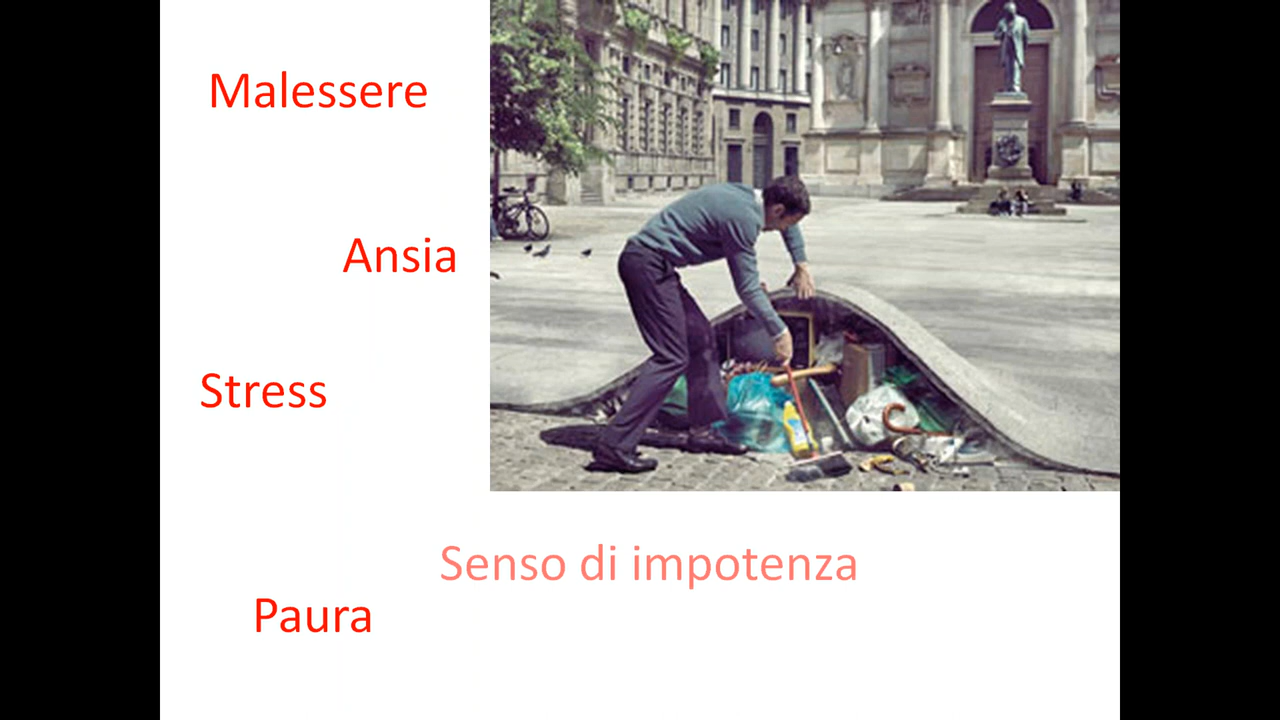 Malessere
Ansia
Stress
Senso di impotenza
Paura